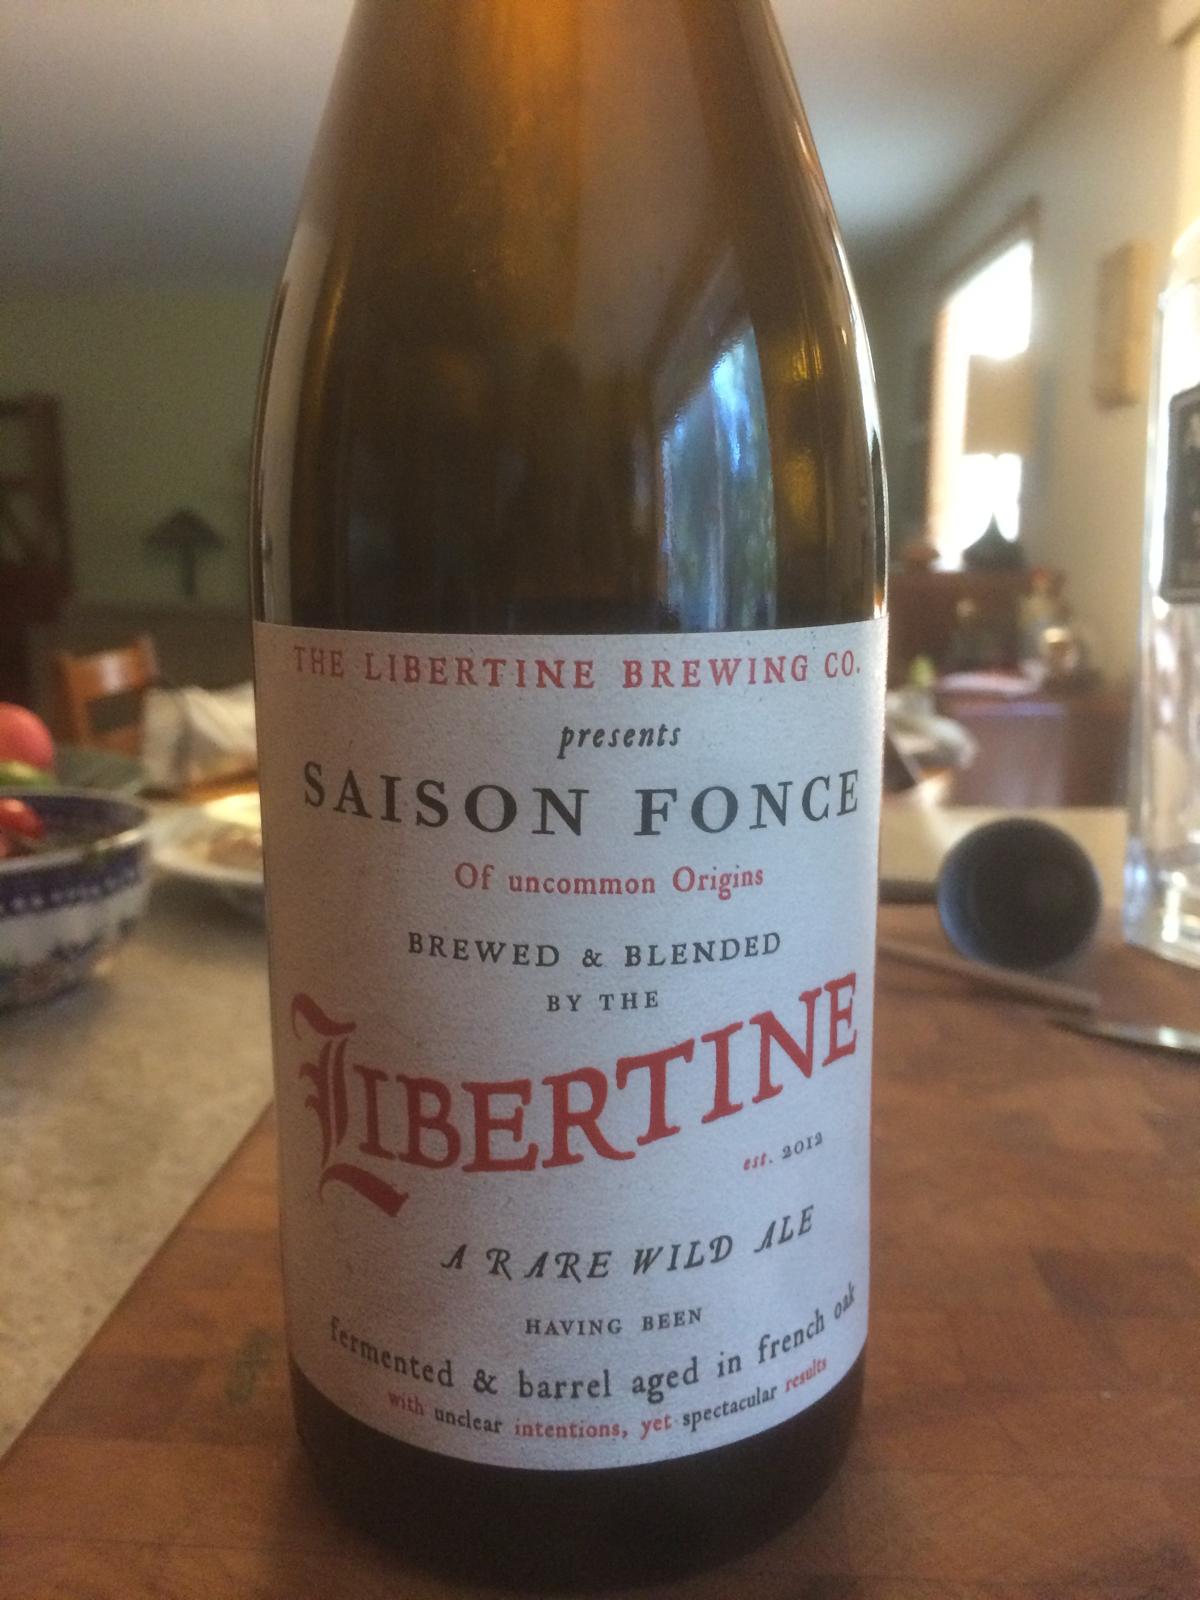 THE LIBERTINE BREWING CO.
presents
SAISON FONCE
Of uncommon Origins
BREWED & BLENDED
BY THE
LIBERTINE
est. 2012
A RARE WILD ALE
HAVING BEEN
fermented & barrel aged in french oak
with unclear intentions, yet spectacular results